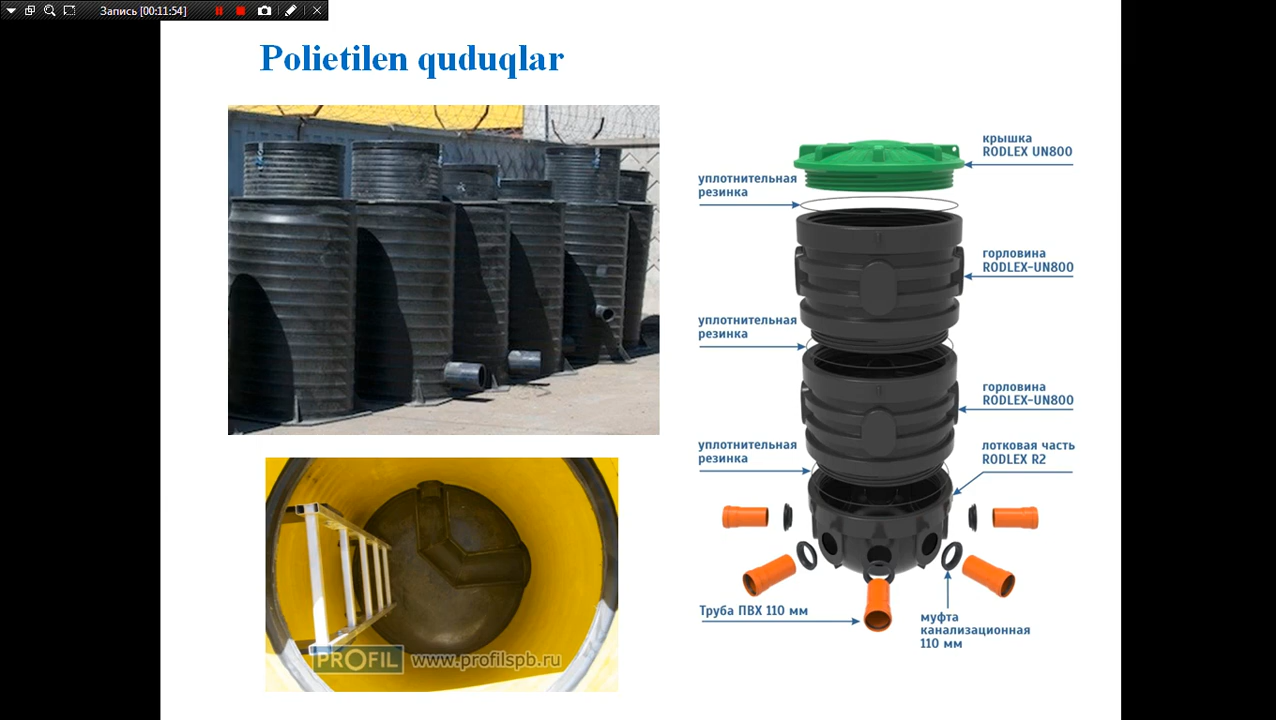 Запись [00:11:54]
Polietilen quduqlar
крышка
RODLEX UN800
уплотнительная
резинка
горловина
RODLEX-UN800
уплотнительная
резинка
горловина
RODLEX-UN800
уплотнительная
резинка
лотковая часть
RODLEX R2
Труба ПВХ 110 мм
муфта
канализационная
110 мм
PROFIL www.profilspb.ru